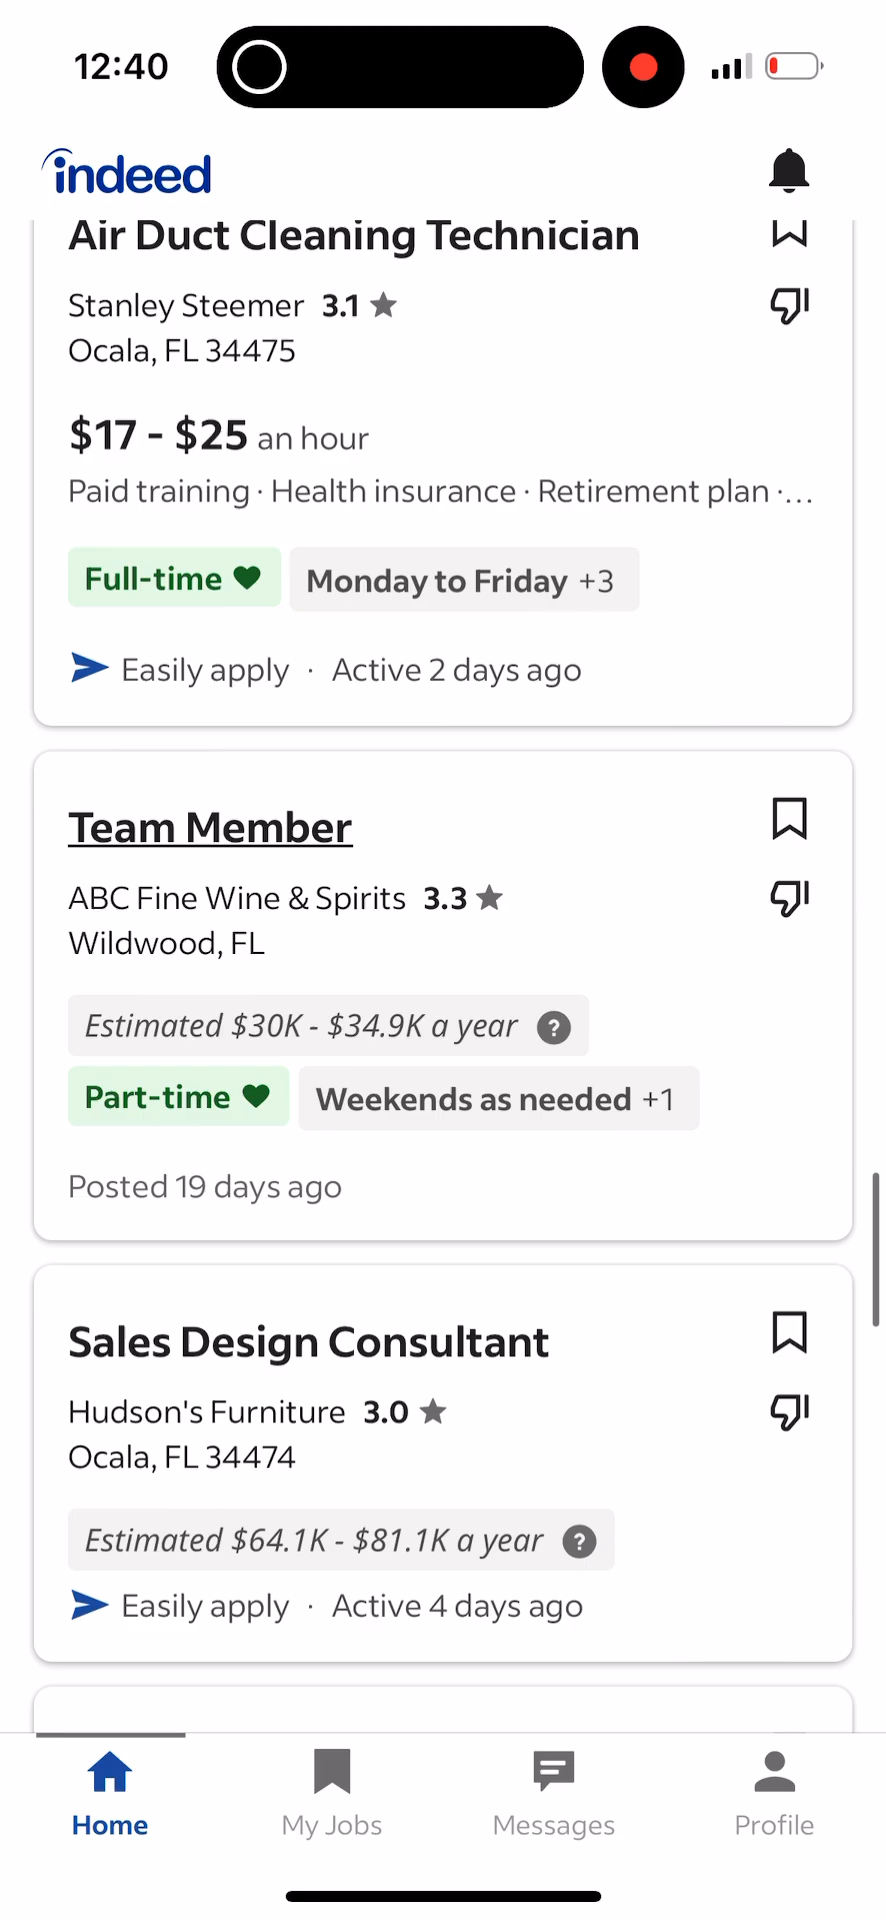 12:40
indeed
Air Duct Cleaning Technician
Stanley Steemer 3.1 ★
Ocala, FL 34475
$17 - $25 an hour
Paid training · Health insurance · Retirement plan ·...
Full-time ♥ Monday to Friday +3
Easily apply · Active 2 days ago
Team Member
ABC Fine Wine & Spirits 3.3 ★
Wildwood, FL
Estimated $30K - $34.9K a year ?
Part-time ♥ Weekends as needed +1
Posted 19 days ago
Sales Design Consultant
Hudson's Furniture 3.0 ★
Ocala, FL 34474
Estimated $64.1K - $81.1K a year ?
Easily apply · Active 4 days ago
Home My Jobs Messages Profile